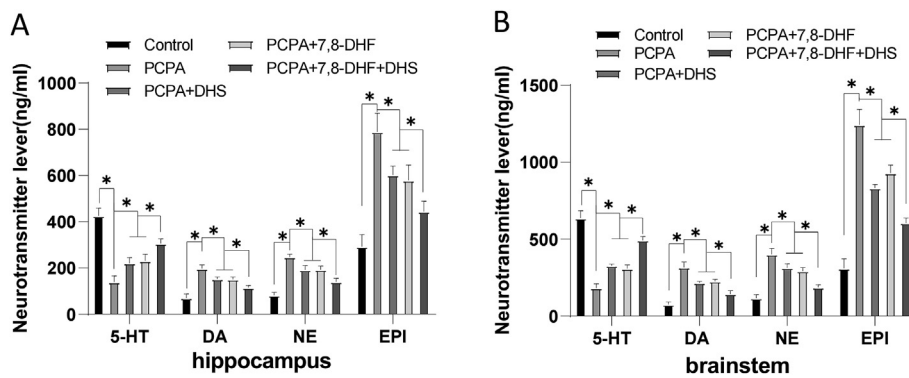 A
Control
PCPA
PCPA+DHS
PCPA+7,8-DHF
PCPA+7,8-DHF+DHS
Neurotransmitter lever(ng/ml)
1000
800
600
400
200
0
* * * * * * * * * * * *
5-HT DA NE EPI
hippocampus
B
Control
PCPA
PCPA+DHS
PCPA+7,8-DHF
PCPA+7,8-DHF+DHS
Neurotransmitter lever(ng/ml)
1500
1000
500
0
* * * * * * * * * * * *
5-HT DA NE EPI
brainstem